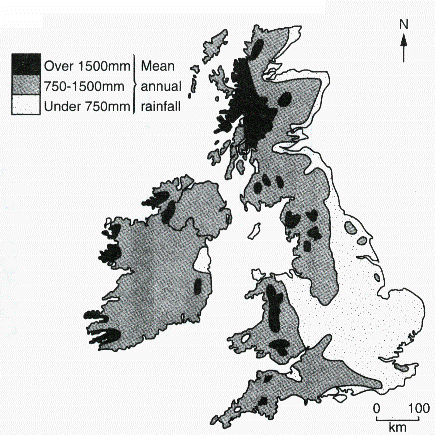 N
Over 1500mm Mean
750-1500mm annual
Under 750mm rainfall
0 100
km